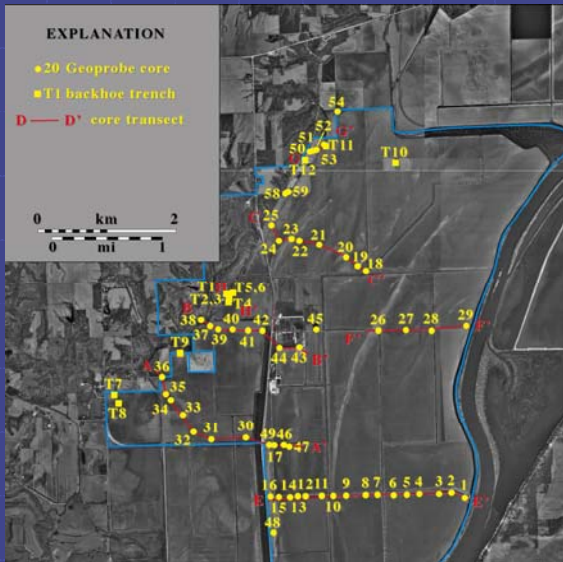 EXPLANATION
20 Geoprobe core
T1 backhoe trench
D — D' core transect
0 km 2
0 mi 1
54
52
51 G'
50 T11
G 53
T12 T10
58 59
C 25
23
24 22 21
20
19
18
C'
T1 H T5,6
T2,3 T4
B H'
38 40 42 45 29
37 39 41 F 26 27 28 F'
T9 44 43 B'
A
36
T7 35
T8 34 33
32 31 30 49 46
17 47 A'
16 14 12 11 9 8 7 6 5 4 3 2 1
E 15 13 10 E'
48